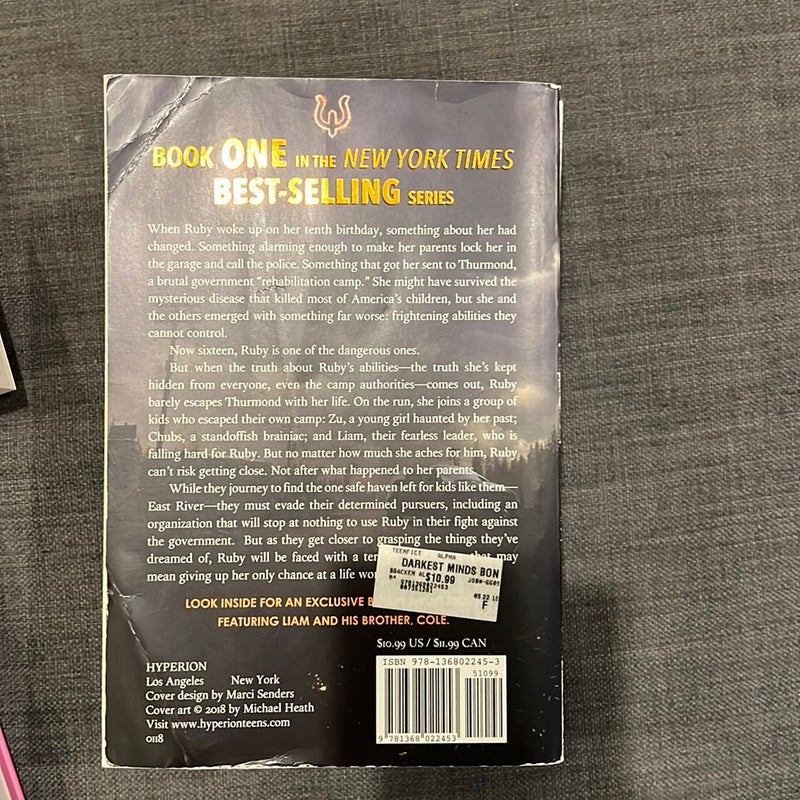 BOOK ONE IN THE NEW YORK TIMES
BEST-SELLING SERIES
When Ruby woke up on her tenth birthday, something about her had
changed. Something alarming enough to make her parents lock her in
the garage and call the police. Something that got her sent to Thurmond,
a brutal government “rehabilitation camp.” She might have survived the
mysterious disease that killed most of America’s children, but she and
the others emerged with something far worse: frightening abilities they
cannot control.
Now sixteen, Ruby is one of the dangerous ones.
But when the truth about Ruby’s abilities—the truth she’s kept
hidden from everyone, even the camp authorities—comes out, Ruby
barely escapes Thurmond with her life. On the run, she joins a group of
kids who escaped their own camp: Zu, a young girl haunted by her past;
Chubs, a standoffish brainiac; and Liam, their fearless leader, who is
falling hard for Ruby. But no matter how much she aches for him, Ruby
can’t risk getting close. Not after what happened to her parents.
While they journey to find the one safe haven left for kids like them—
East River—they must evade their determined pursuers, including an
organization that will stop at nothing to use Ruby in their fight against
the government. But as they get closer to grasping the things they’ve
dreamed of, Ruby will be faced with a that may
mean giving up her only chance at a life
TEENFICT ALPHA
DARKEST MINDS BON
BRACKEN AL $10.99
9781368022453
05 22 18
F
LOOK INSIDE FOR AN EXCLUSIVE
FEATURING LIAM AND HIS BROTHER, COLE.
$10.99 US / $11.99 CAN
ISBN 978-136802245-3
51099
9 781368 022453
HYPERION
Los Angeles New York
Cover design by Marci Senders
Cover art © 2018 by Michael Heath
Visit www.hyperionteens.com
0118